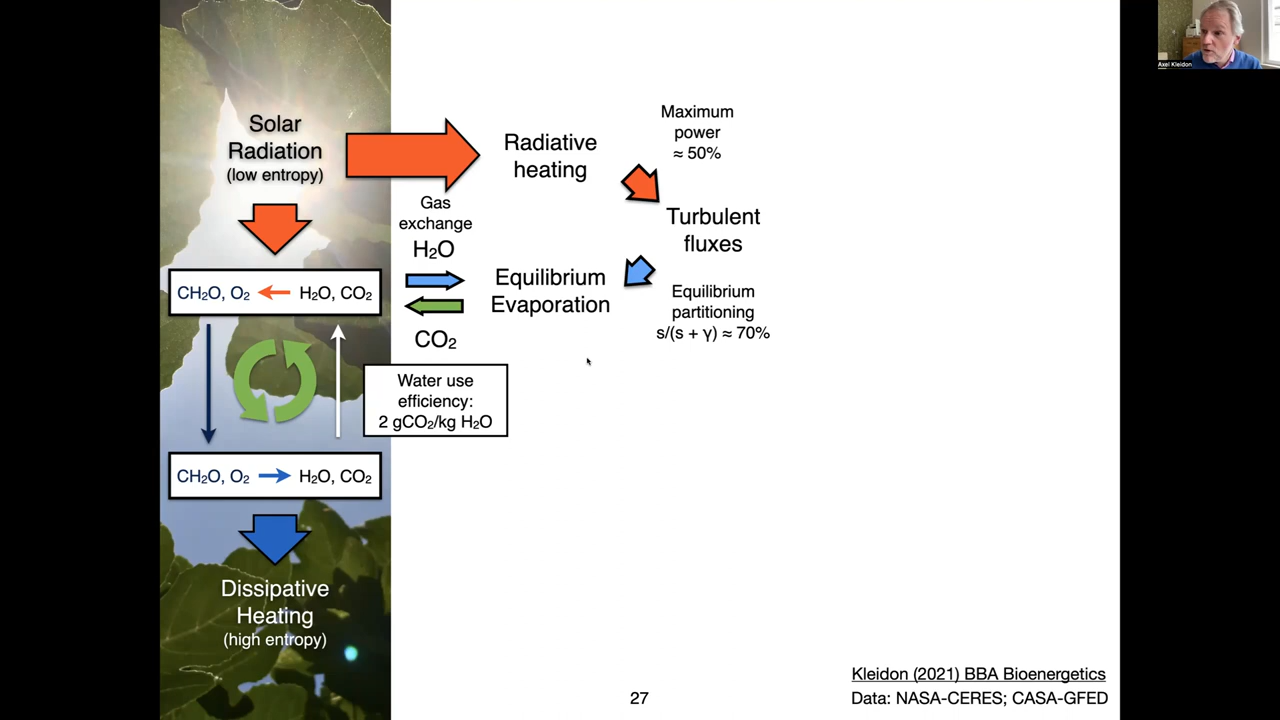 Solar
Radiation
(low entropy)
CH₂O, O₂ H₂O, CO₂
CH₂O, O₂ H₂O, CO₂
Dissipative
Heating
(high entropy)
Gas
exchange
H₂O
CO₂
Water use
efficiency:
2 gCO₂/kg H₂O
Radiative
heating
Equilibrium
Evaporation
Maximum
power
≈ 50%
Turbulent
fluxes
Equilibrium
partitioning
s/(s + γ) ≈ 70%
27
Kleidon (2021) BBA Bioenergetics
Data: NASA-CERES; CASA-GFED
Axel Kleidon